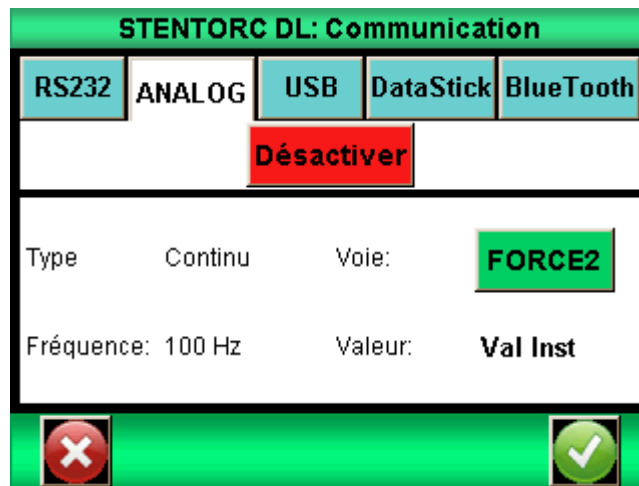 STENTORC DL: Communication
RS232 ANALOG USB DataStick BlueTooth
Désactiver
Type Continu Voie: FORCE2
Fréquence: 100 Hz Valeur: Val Inst